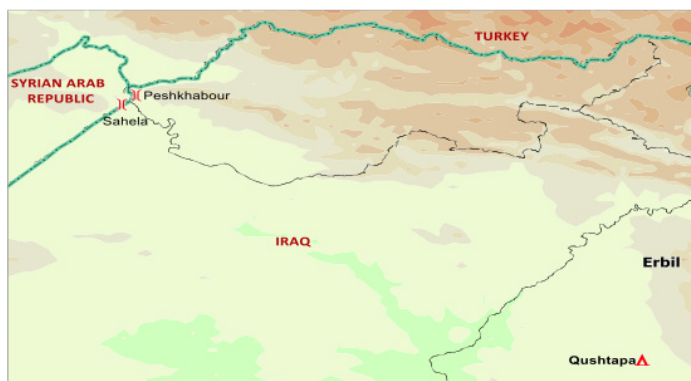 TURKEY
SYRIAN ARAB
REPUBLIC
Peshkhabour
Sahela
IRAQ
Erbil
Qushtapa